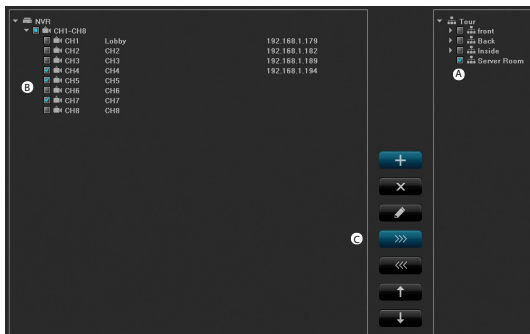 NVR
CH1-CH8
CH1 Lobby 192.168.1.179
CH2 CH2 192.168.1.182
CH3 CH3 192.168.1.189
CH4 CH4 192.168.1.194
CH5 CH5
CH6 CH6
CH7 CH7
CH8 CH8
B
Tour
front
Back
Inside
Server Room
A
C